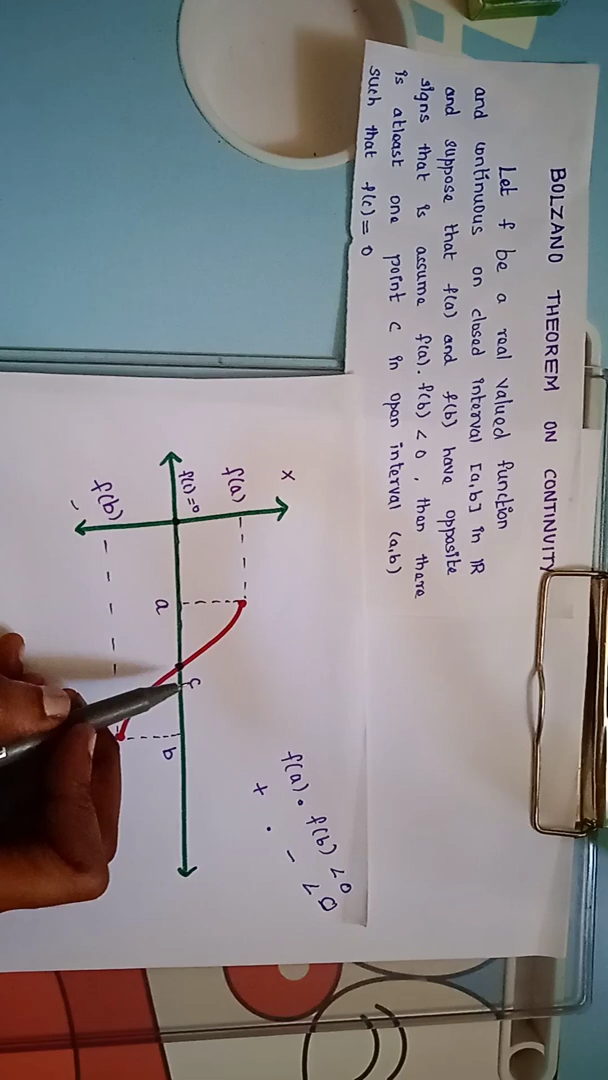 BOLZANO THEOREM ON CONTINUITY
Let f be a real valued function
and continuous on closed interval [a,b] in IR
and suppose that f(a) and f(b) have opposite
signs that is assume f(a). f(b) < 0, then there
is atleast one point c in open interval (a,b)
such that f(c) = 0
x
f(a)
f(c)=0
f(b)
-
a
c
b
f(a) . f(b) <0
+ . - <0